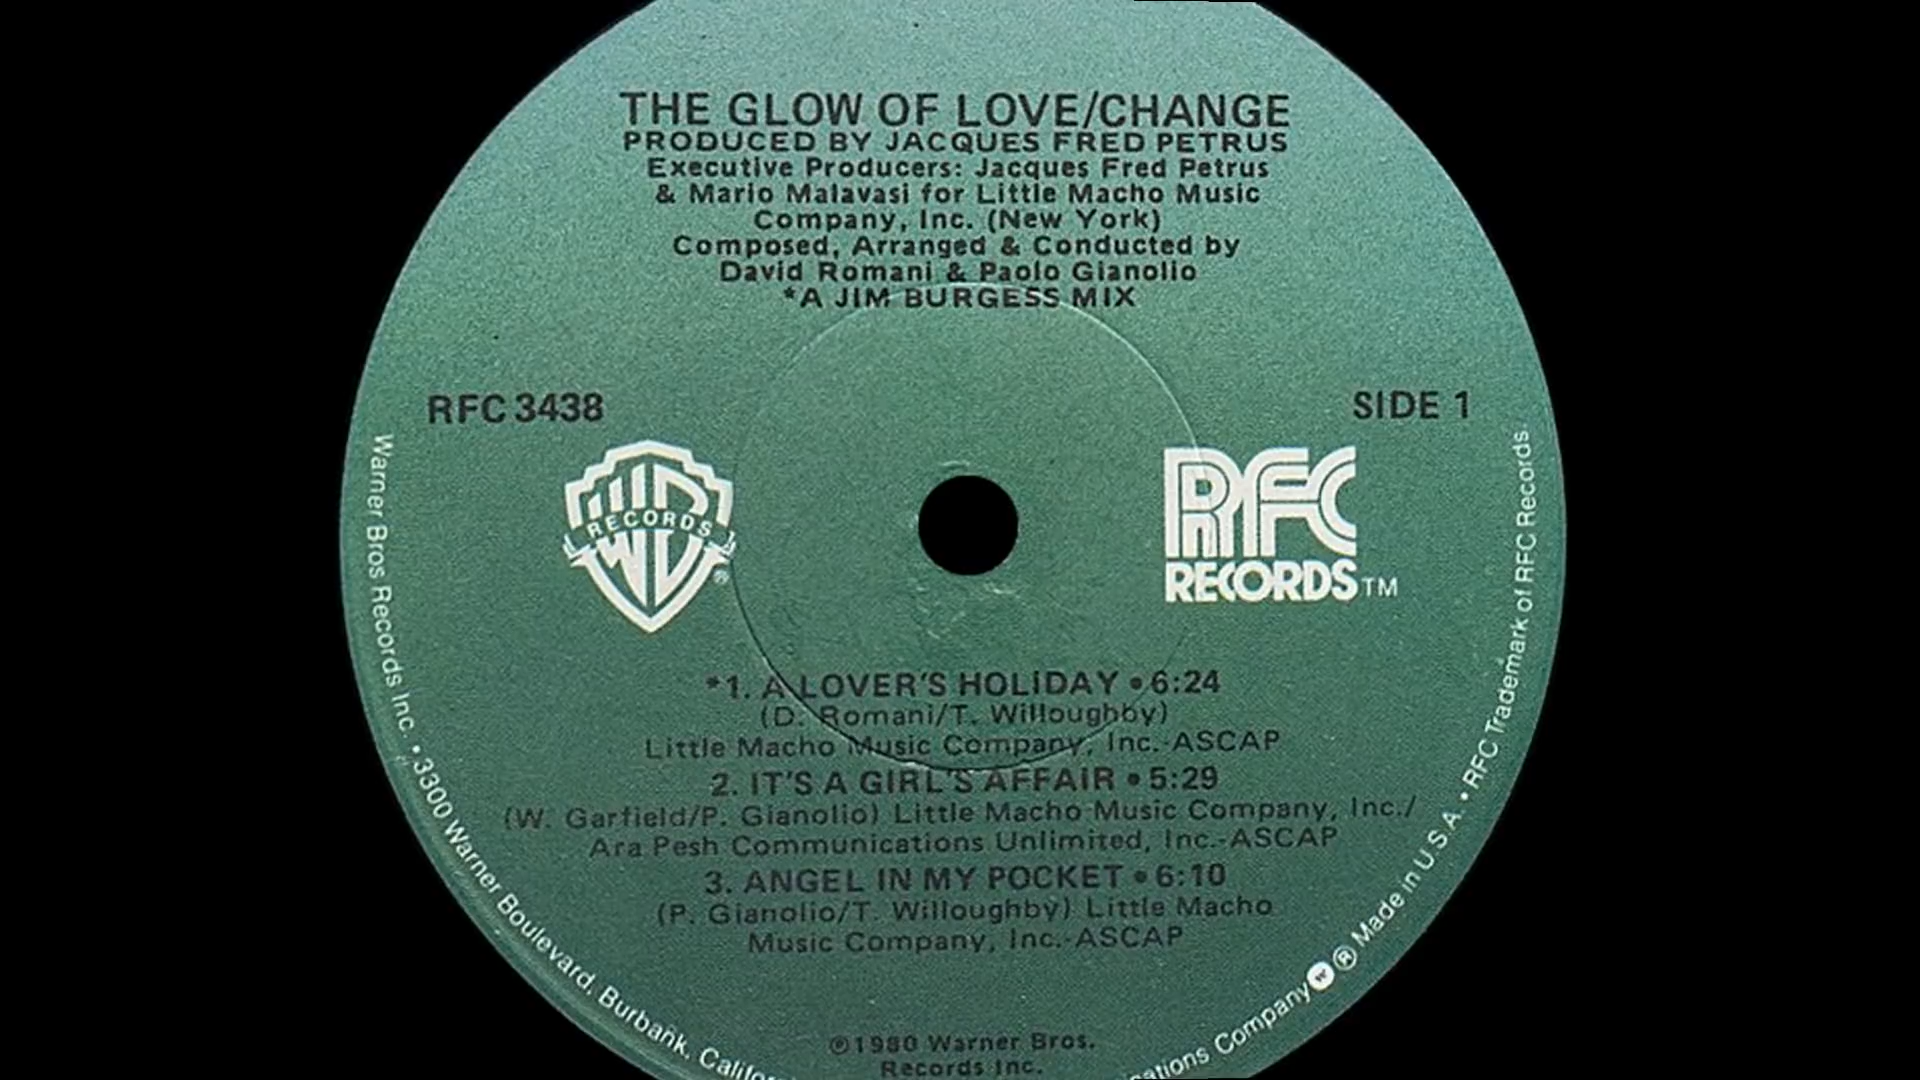 THE GLOW OF LOVE/CHANGE
PRODUCED BY JACQUES FRED PETRUS
Executive Producers: Jacques Fred Petrus
& Mario Malavasi for Little Macho Music
Company, Inc. (New York)
Composed, Arranged & Conducted by
David Romani & Paolo Gianolio
*A JIM BURGESS MIX
RFC 3438
SIDE 1
RECORDS
®
RFC
RECORDS TM
*1. A LOVER'S HOLIDAY • 6:24
(D. Romani/T. Willoughby)
Little Macho Music Company, Inc.-ASCAP
2. IT'S A GIRL'S AFFAIR • 5:29
(W. Garfield/P. Gianolio) Little Macho Music Company, Inc./
Ara Pesh Communications Unlimited, Inc.-ASCAP
3. ANGEL IN MY POCKET • 6:10
(P. Gianolio/T. Willoughby) Little Macho
Music Company, Inc.-ASCAP
℗1980 Warner Bros.
Records Inc.
Warner Bros Records Inc. • 3300 Warner Boulevard, Burbank, Califor
ations Company ® Made in U.S.A. • RFC Trademark of RFC Records